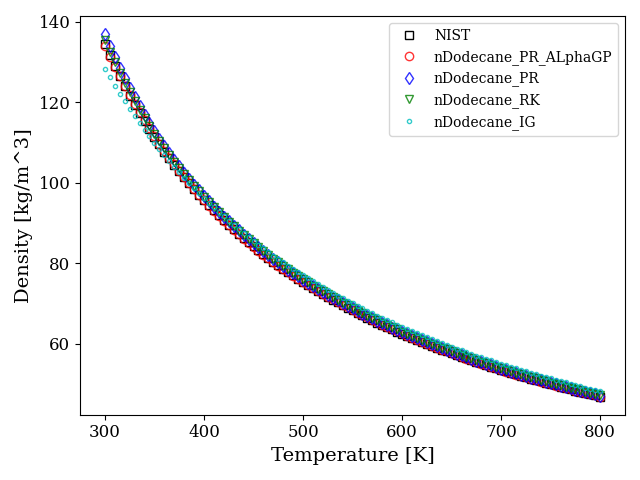 140
120
100
80
60
300
400
500
600
700
800
Density [kg/m^3]
Temperature [K]
NIST
nDodecane_PR_ALphaGP
nDodecane_PR
nDodecane_RK
nDodecane_IG